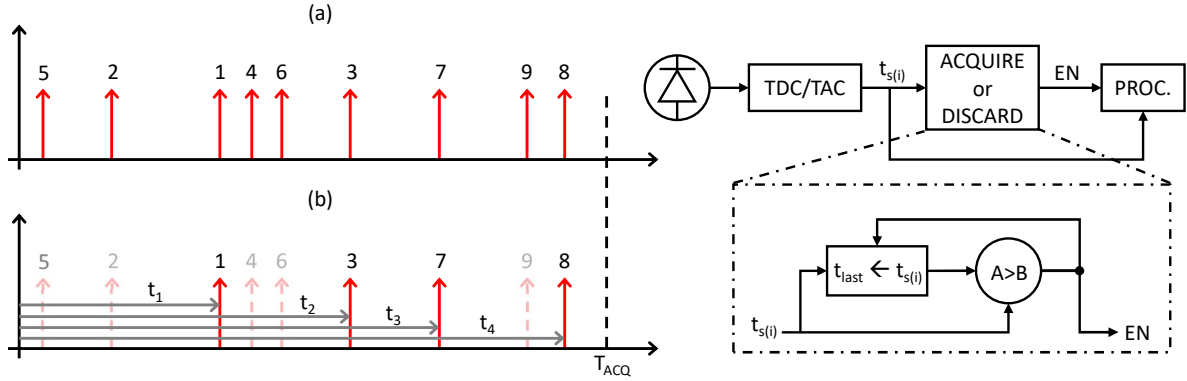 (a)
5 2 1 4 6 3 7 9 8
(b)
5 2 1 4 6 3 7 9 8
t1
t2
t3
t4
TACQ
TDC/TAC
ts(i)
ACQUIRE
or
DISCARD
EN
PROC.
tlast ← ts(i)
A>B
ts(i)
EN